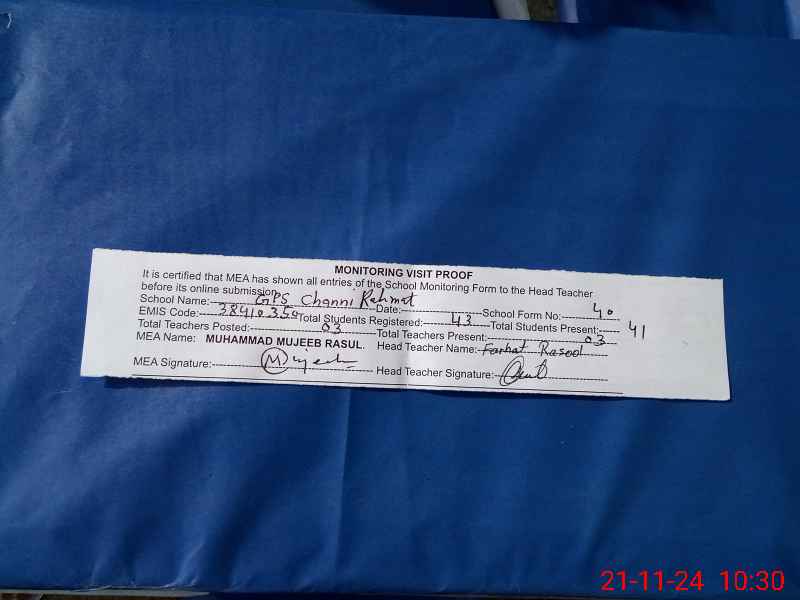 MONITORING VISIT PROOF
It is certified that MEA has shown all entries of the School Monitoring Form to the Head Teacher
before its online submission.
School Name: GPS Channi Rahmat Date: School Form No: 40
EMIS Code: 38410350 Total Students Registered: 43 Total Students Present: 41
Total Teachers Posted: 03 Total Teachers Present: 03
MEA Name: MUHAMMAD MUJEEB RASUL. Head Teacher Name: Farhat Rasool
MEA Signature: Mujeeb Head Teacher Signature:
21-11-24 10:30